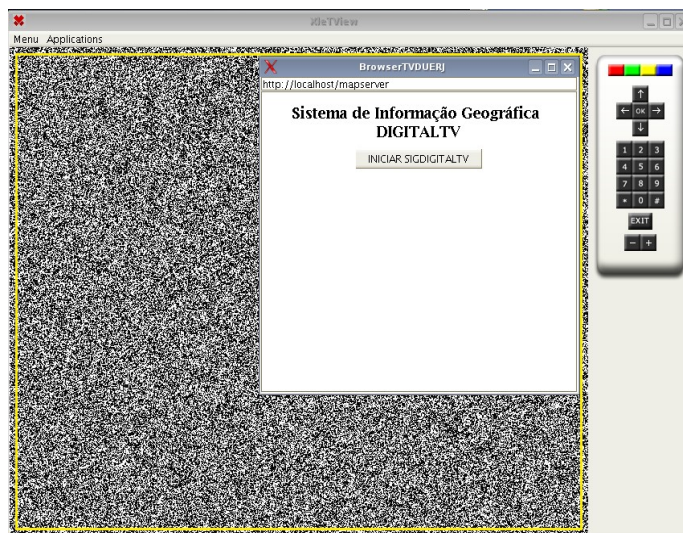 XleTView
Menu Applications
BrowserTVDUERJ
http://localhost/mapserver
Sistema de Informação Geográfica
DIGITALTV
INICIAR SIGDIGITALTV
OK
1 2 3
4 5 6
7 8 9
* 0 #
EXIT
- +